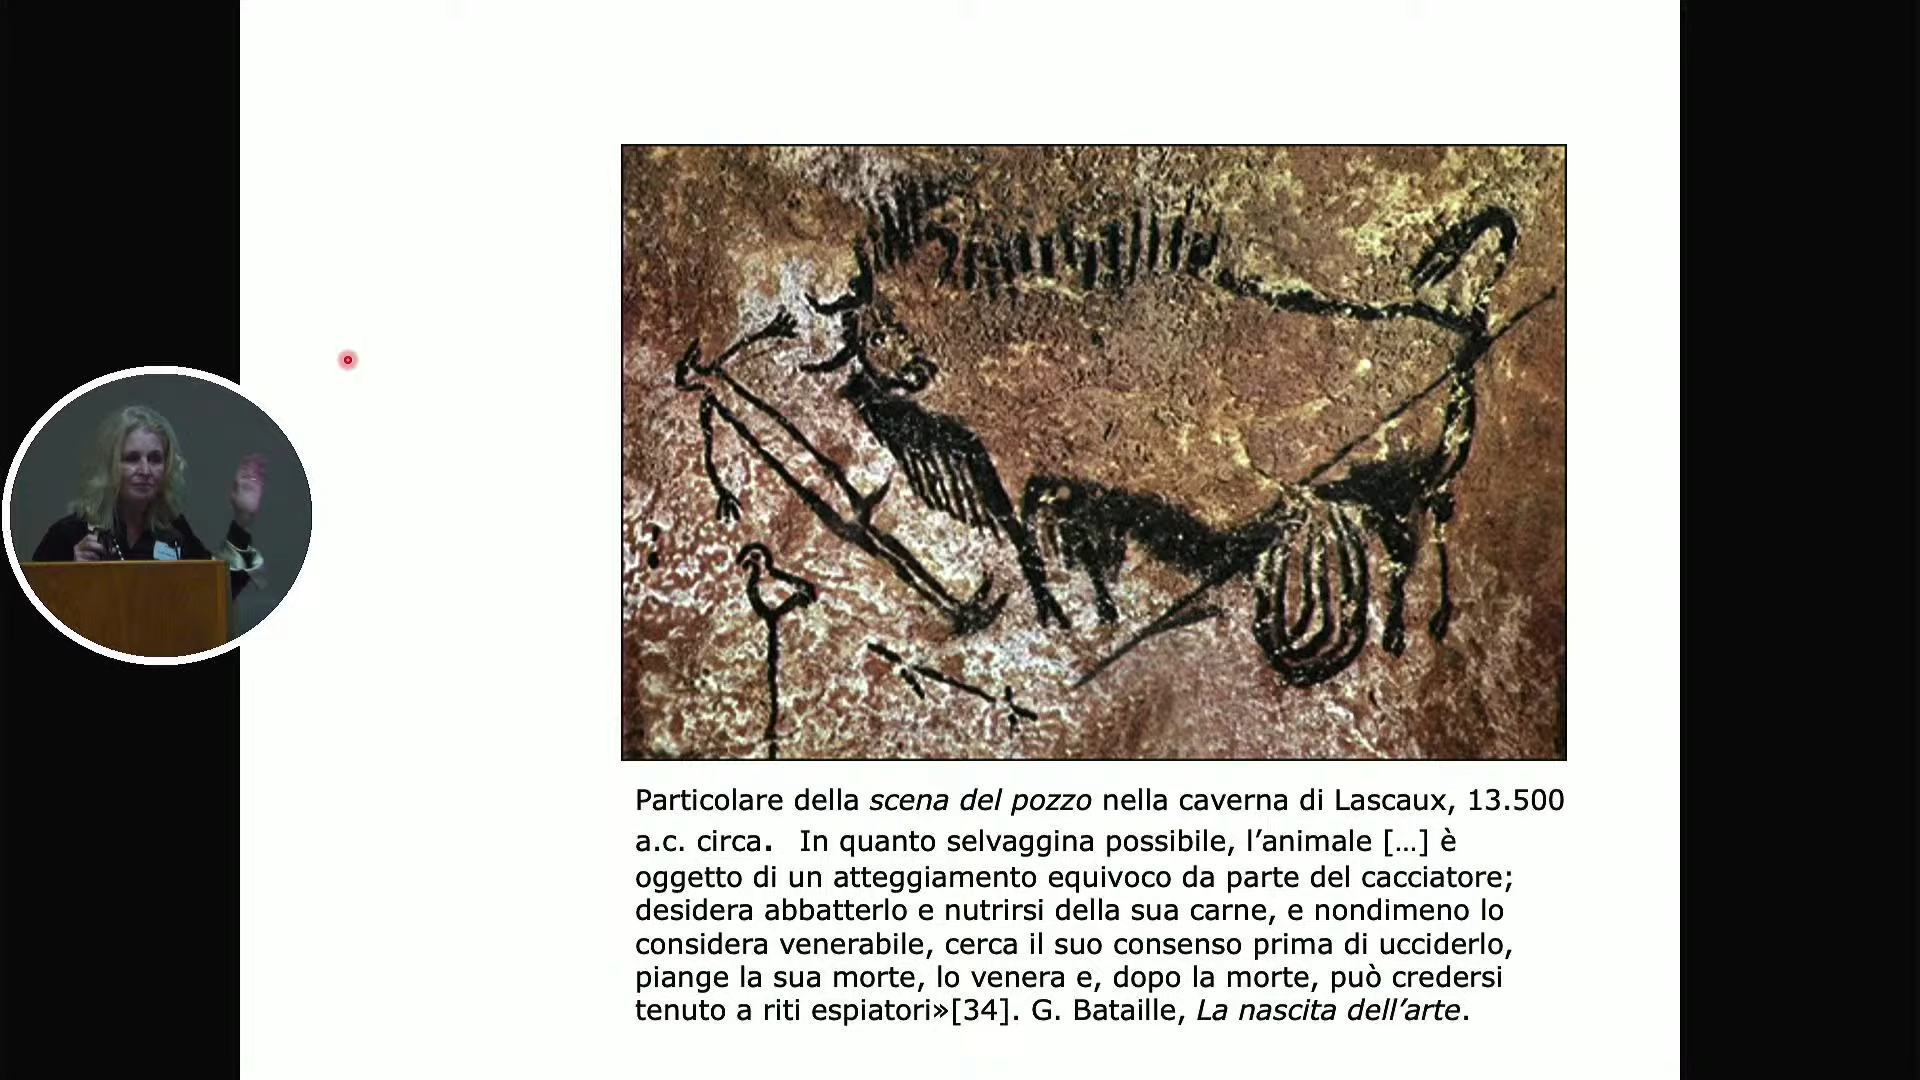 Particolare della scena del pozzo nella caverna di Lascaux, 13.500
a.c. circa. In quanto selvaggina possibile, l’animale […] è
oggetto di un atteggiamento equivoco da parte del cacciatore;
desidera abbatterlo e nutrirsi della sua carne, e nondimeno lo
considera venerabile, cerca il suo consenso prima di ucciderlo,
piange la sua morte, lo venera e, dopo la morte, può credersi
tenuto a riti espiatori»[34]. G. Bataille, La nascita dell’arte.